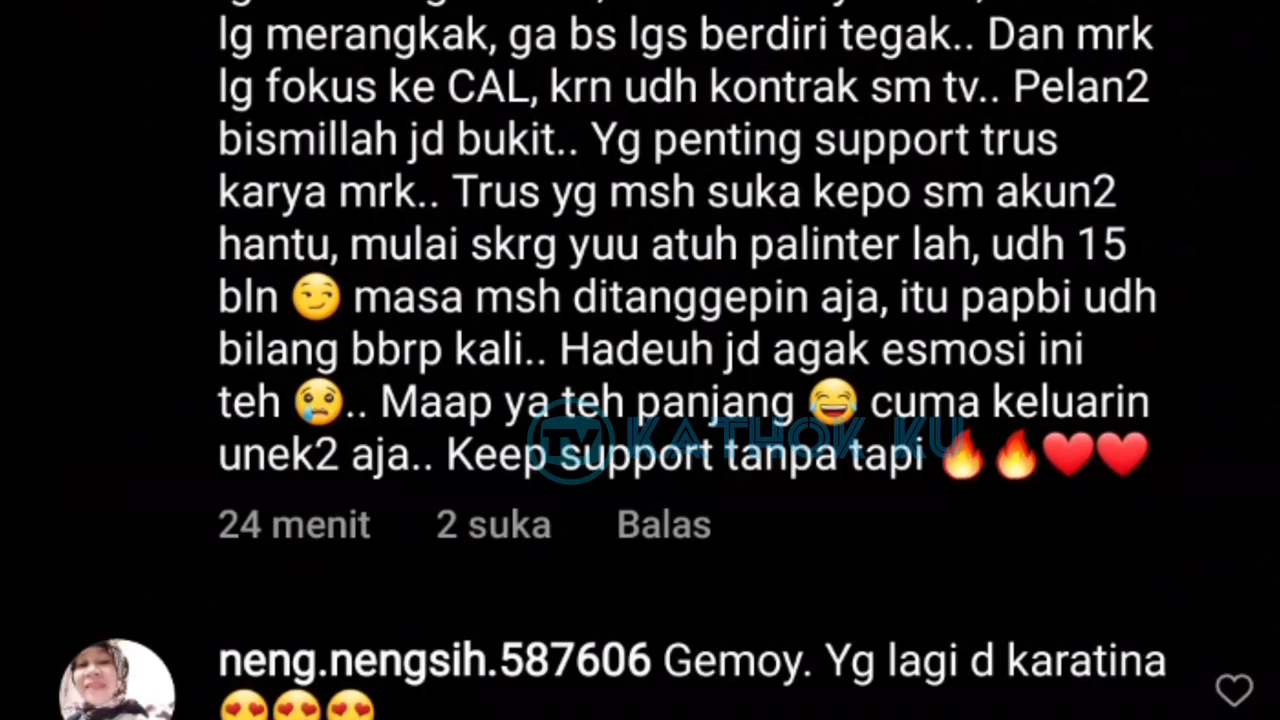 lg merangkak, ga bs lgs berdiri tegak.. Dan mrk
lg fokus ke CAL, krn udh kontrak sm tv.. Pelan2
bismillah jd bukit.. Yg penting support trus
karya mrk.. Trus yg msh suka kepo sm akun2
hantu, mulai skrg yuu atuh palinter lah, udh 15
bln 😏 masa msh ditanggepin aja, itu papbi udh
bilang bbrp kali.. Hadeuh jd agak esmosi ini
teh 😢.. Maap ya teh panjang 😂 cuma keluarin
unek2 aja.. Keep support tanpa tapi 🔥🔥❤️❤️
TV KATHOK KU
24 menit 2 suka Balas
neng.nengsih.587606 Gemoy. Yg lagi d karatina
😍😍😍